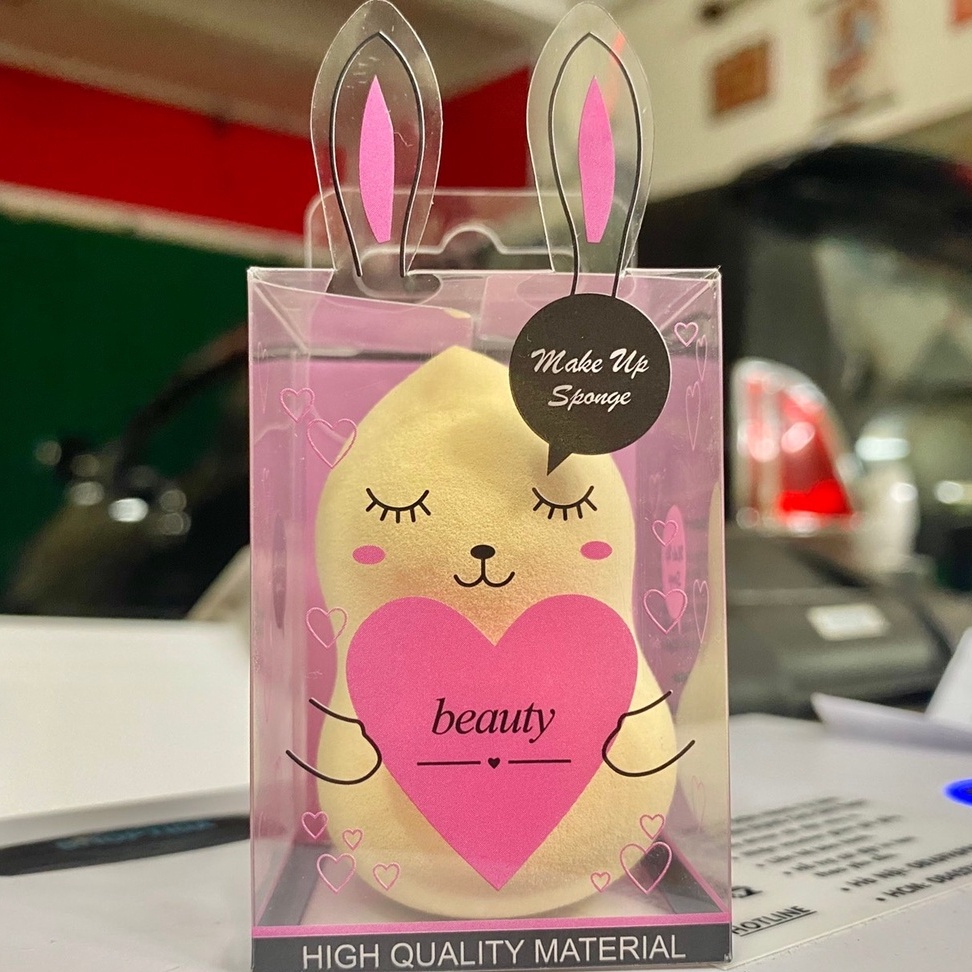 Make Up
Sponge
beauty
HIGH QUALITY MATERIAL
HOTLINE